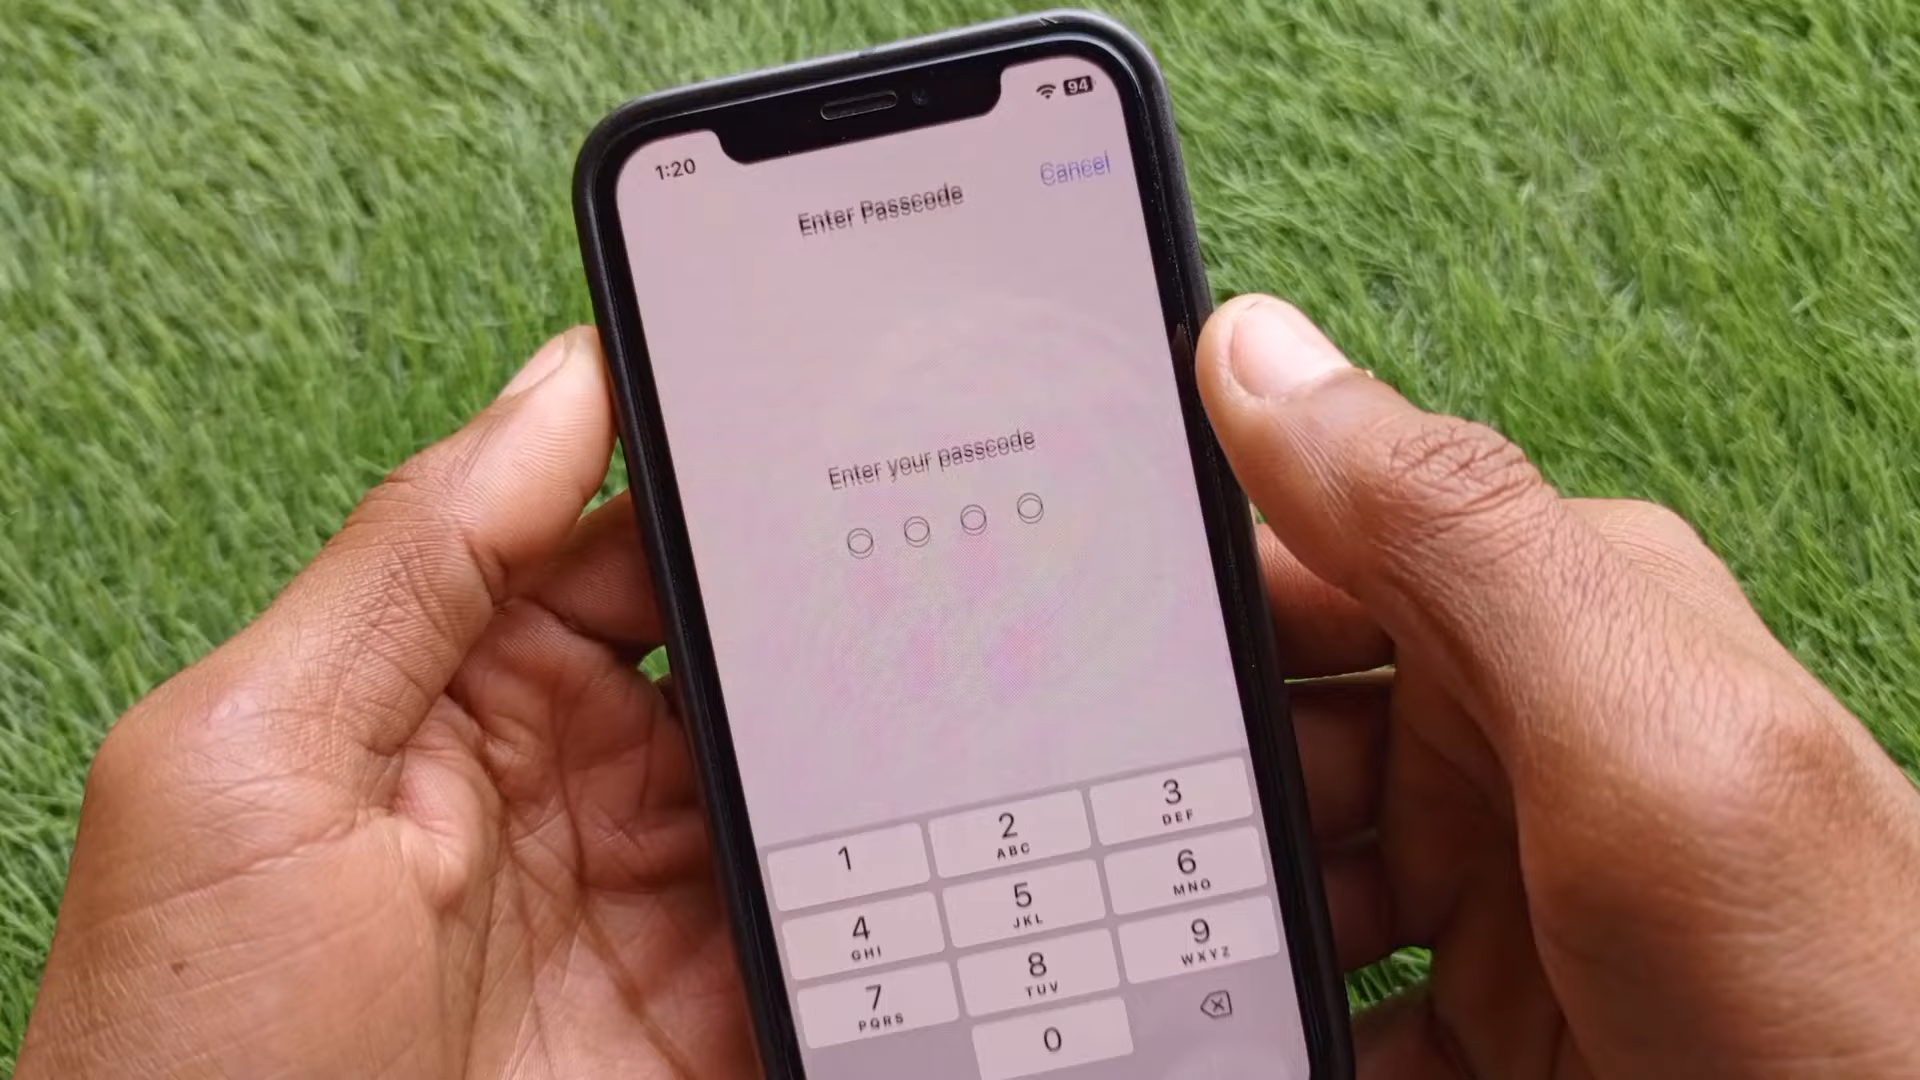 1:20 94
Cancel
Enter Passcode
Enter your passcode
1 2 3
ABC DEF
4 5 6
GHI JKL MNO
7 8 9
PQRS TUV WXYZ
0